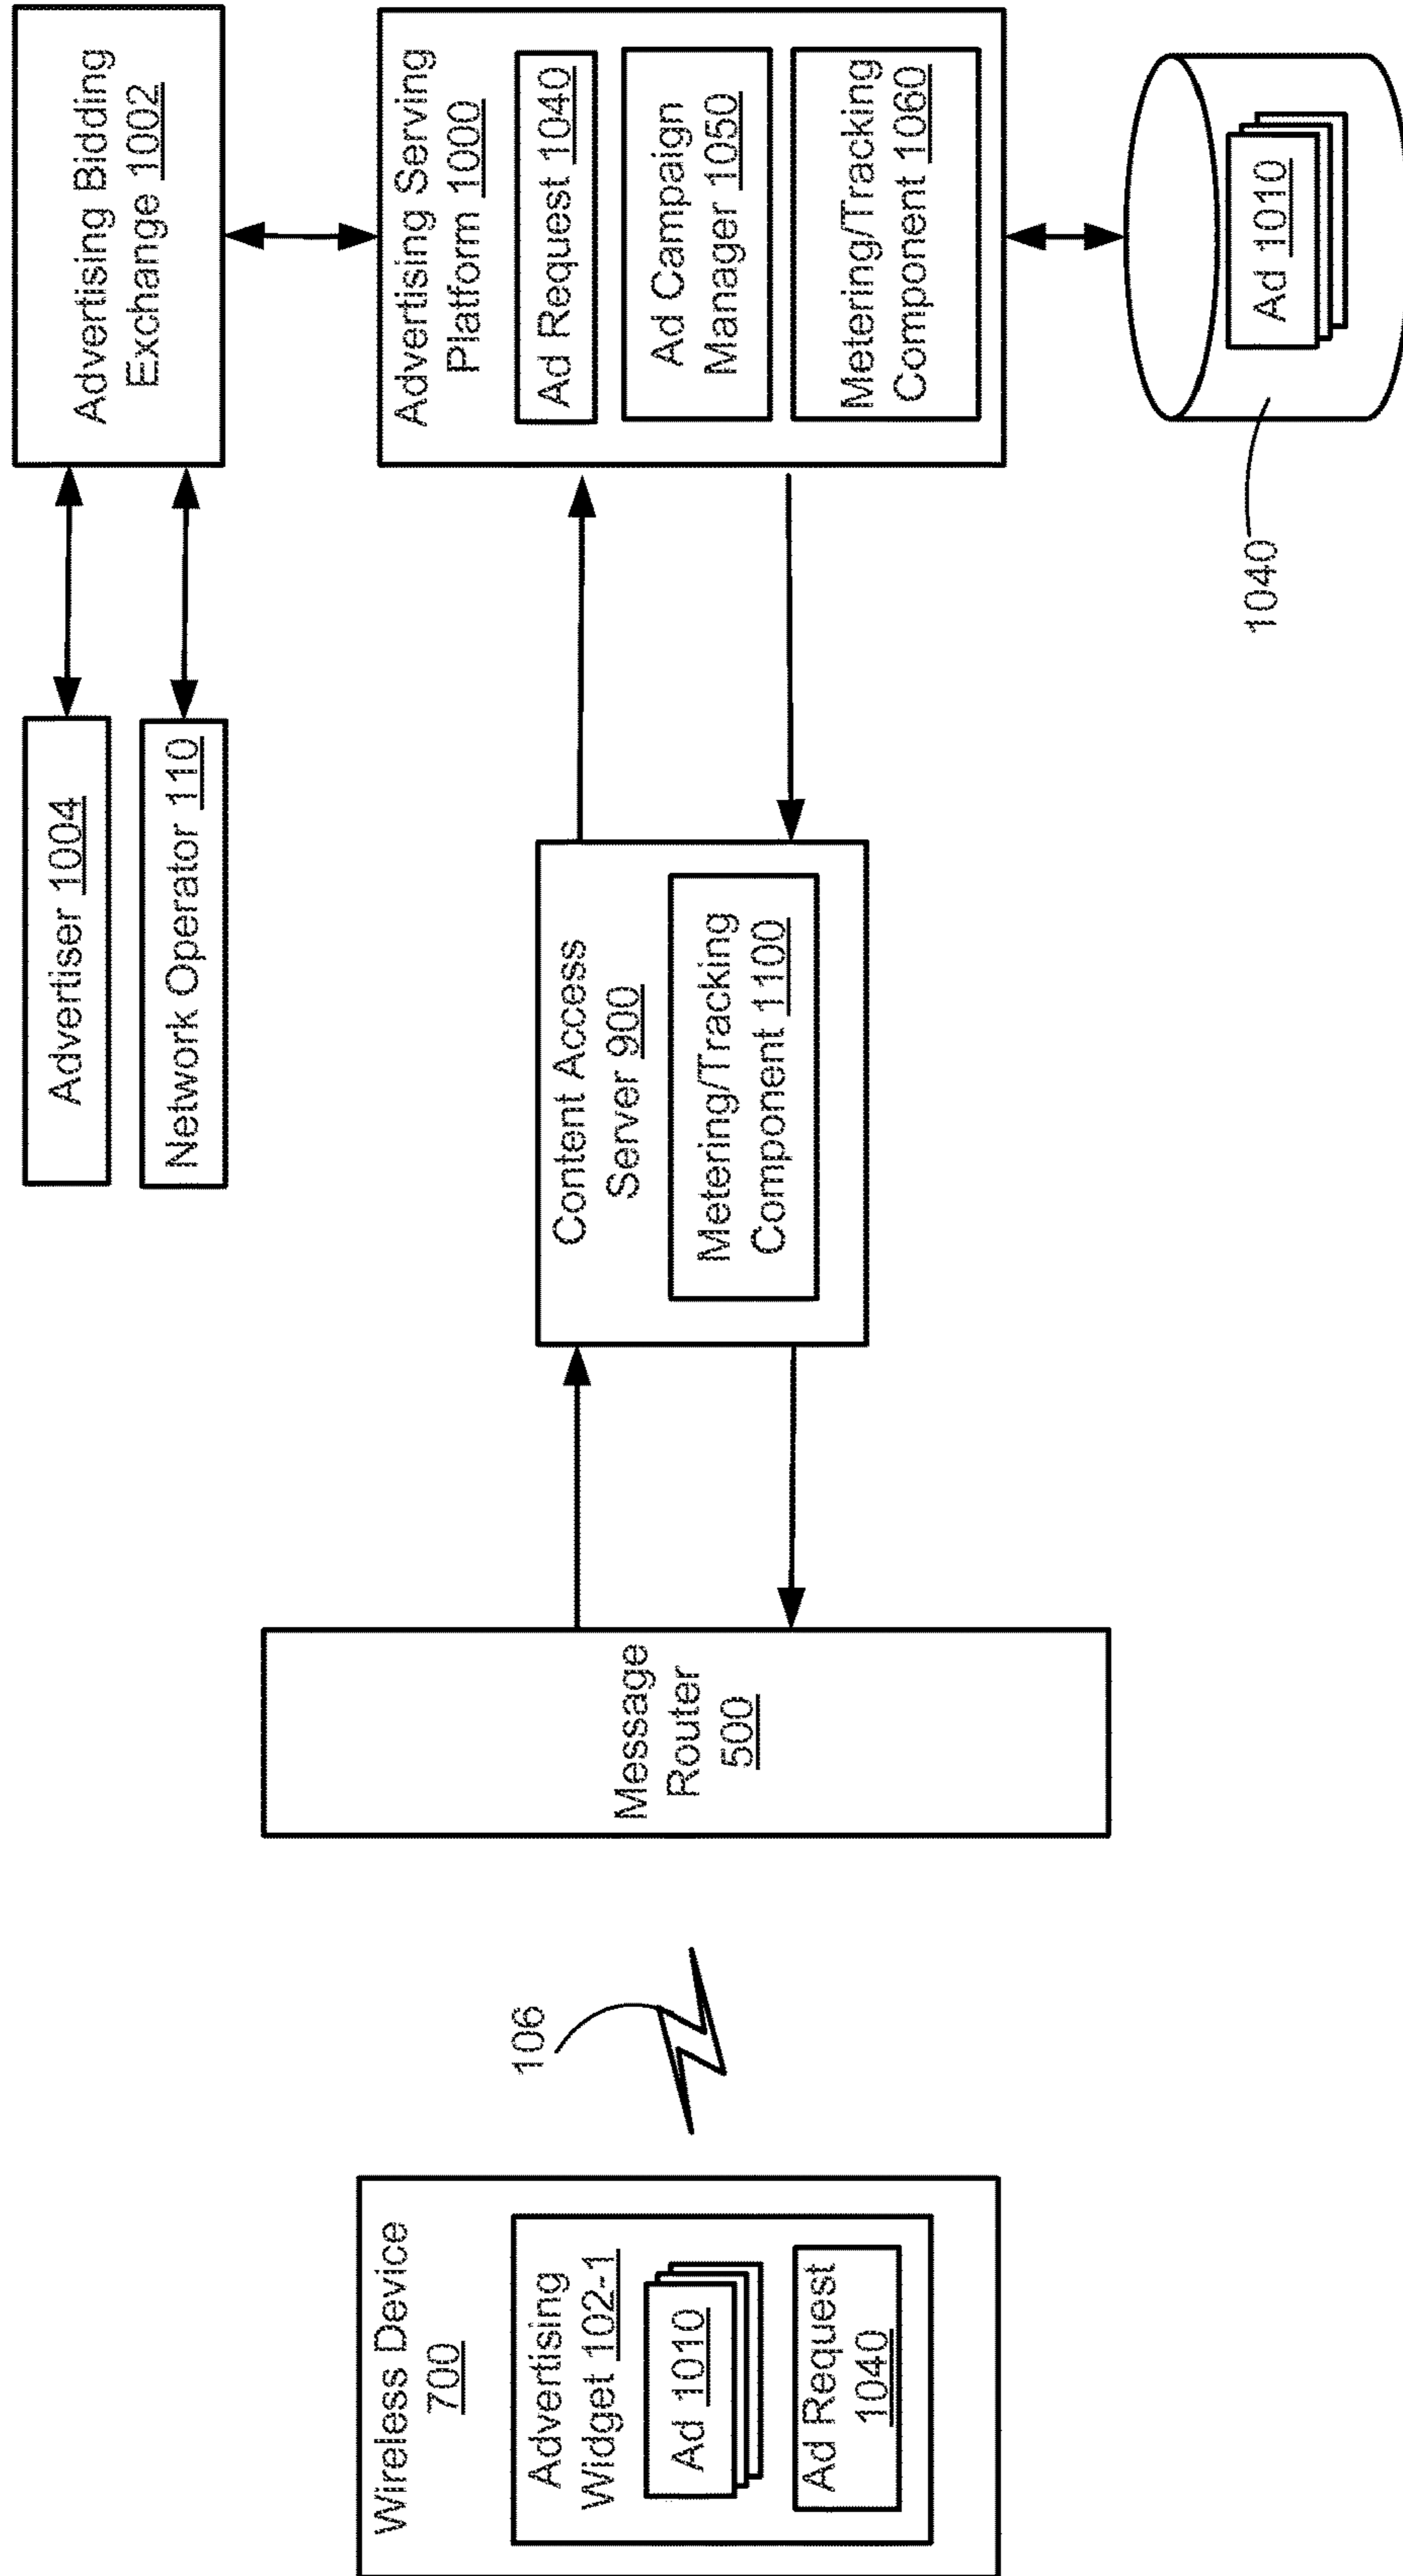 Wireless Device
700
Advertising
Widget 102-1
Ad 1010
Ad Request
1040
106
Message
Router
500
Content Access
Server 900
Metering/Tracking
Component 1100
Advertiser 1004
Network Operator 110
Advertising Bidding
Exchange 1002
Advertising Serving
Platform 1000
Ad Request 1040
Ad Campaign
Manager 1050
Metering/Tracking
Component 1060
Ad 1010
1040